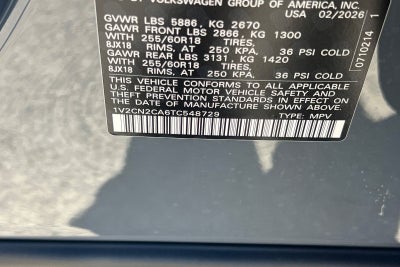 OF VOLKSWAGEN GROUP OF AMERICA, INC.
USA 02/2026
GVWR LBS 5886, KG 2670
GAWR FRONT LBS 2866, KG 1300
WITH 255/60R18 TIRES,
8JX18 RIMS, AT 250 KPA. 36 PSI COLD
GAWR REAR LBS 3131, KG 1420
WITH 255/60R18 TIRES,
8JX18 RIMS, AT 250 KPA. 36 PSI COLD
THIS VEHICLE CONFORMS TO ALL APPLICABLE
U.S. FEDERAL MOTOR VEHICLE SAFETY AND
THEFT PREVENTION STANDARDS IN EFFECT ON
THE DATE OF MANUFACTURE SHOWN ABOVE.
1V2CN2CA6TC548729 TYPE: MPV
0710214 1